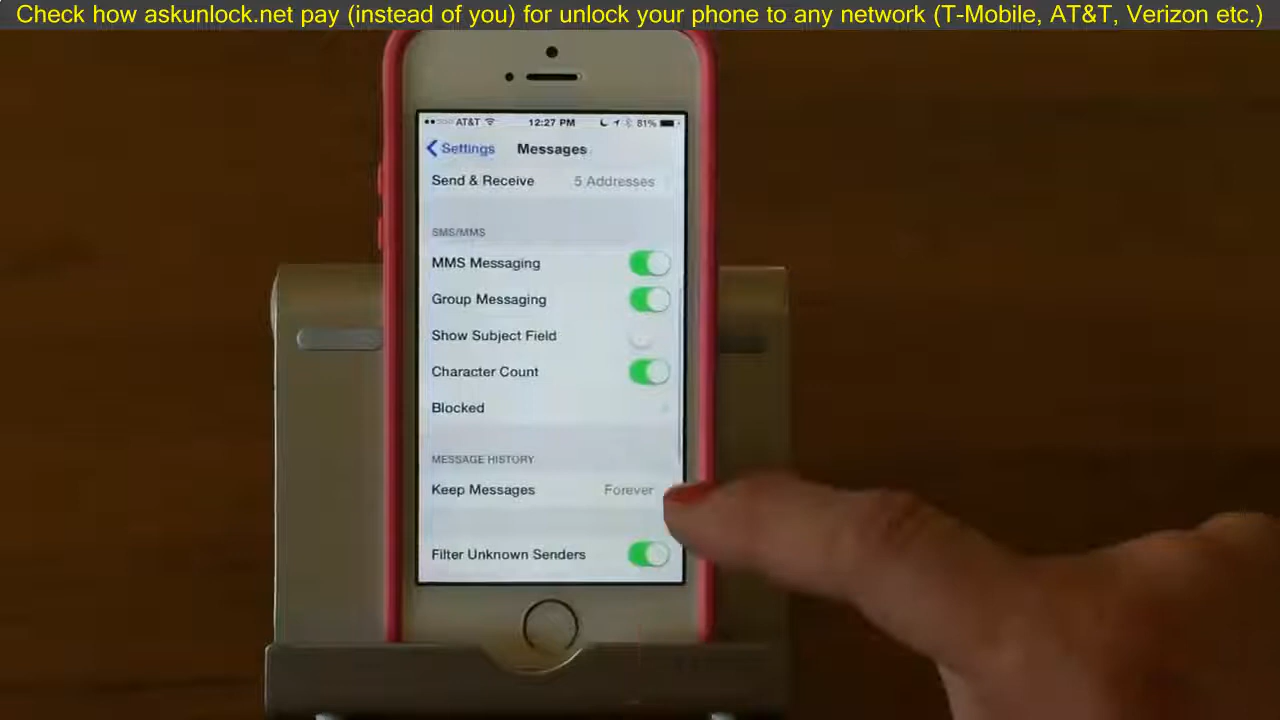 Check how askunlock.net pay (instead of you) for unlock your phone to any network (T-Mobile, AT&T, Verizon etc.)
AT&T 12:27 PM 81%
Settings Messages
Send & Receive 5 Addresses
SMS/MMS
MMS Messaging
Group Messaging
Show Subject Field
Character Count
Blocked
MESSAGE HISTORY
Keep Messages Forever
Filter Unknown Senders